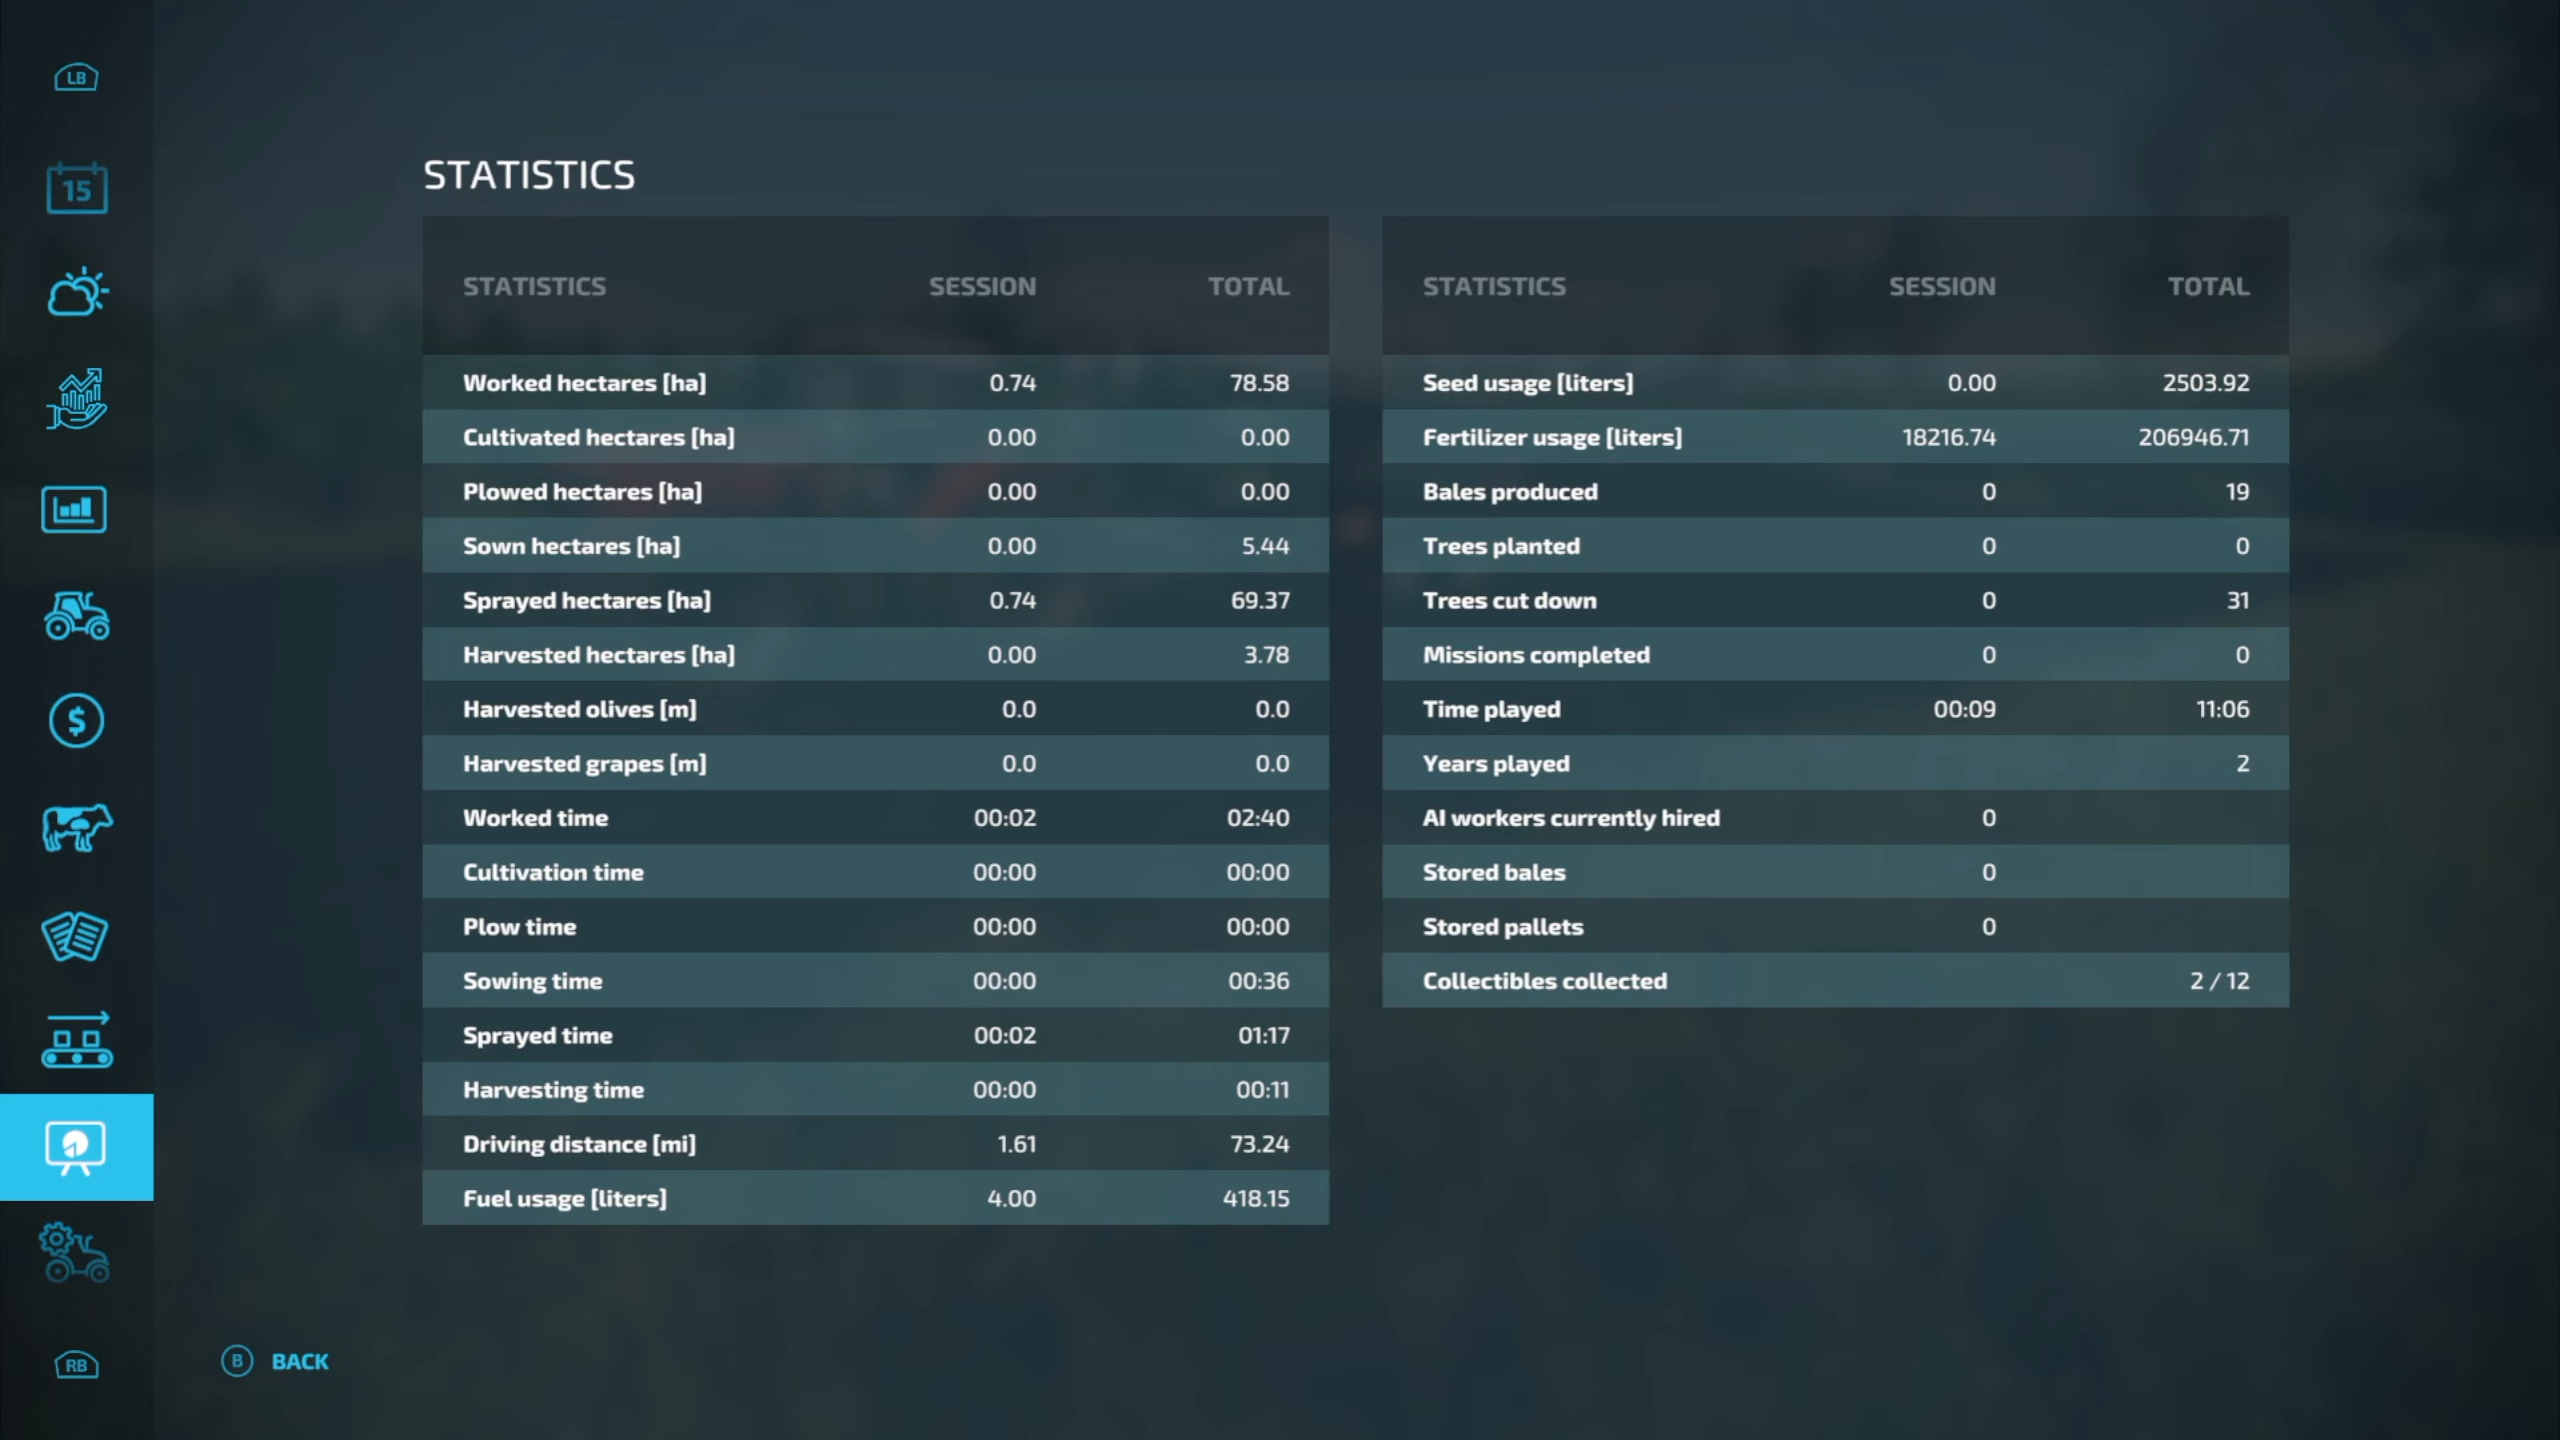 LB
15
STATISTICS
STATISTICS SESSION TOTAL
Worked hectares [ha] 0.74 78.58
Cultivated hectares [ha] 0.00 0.00
Plowed hectares [ha] 0.00 0.00
Sown hectares [ha] 0.00 5.44
Sprayed hectares [ha] 0.74 69.37
Harvested hectares [ha] 0.00 3.78
Harvested olives [m] 0.0 0.0
Harvested grapes [m] 0.0 0.0
Worked time 00:02 02:40
Cultivation time 00:00 00:00
Plow time 00:00 00:00
Sowing time 00:00 00:36
Sprayed time 00:02 01:17
Harvesting time 00:00 00:11
Driving distance [mi] 1.61 73.24
Fuel usage [liters] 4.00 418.15
STATISTICS SESSION TOTAL
Seed usage [liters] 0.00 2503.92
Fertilizer usage [liters] 18216.74 206946.71
Bales produced 0 19
Trees planted 0 0
Trees cut down 0 31
Missions completed 0 0
Time played 00:09 11:06
Years played 2
AI workers currently hired 0
Stored bales 0
Stored pallets 0
Collectibles collected 2 / 12
RB
B BACK